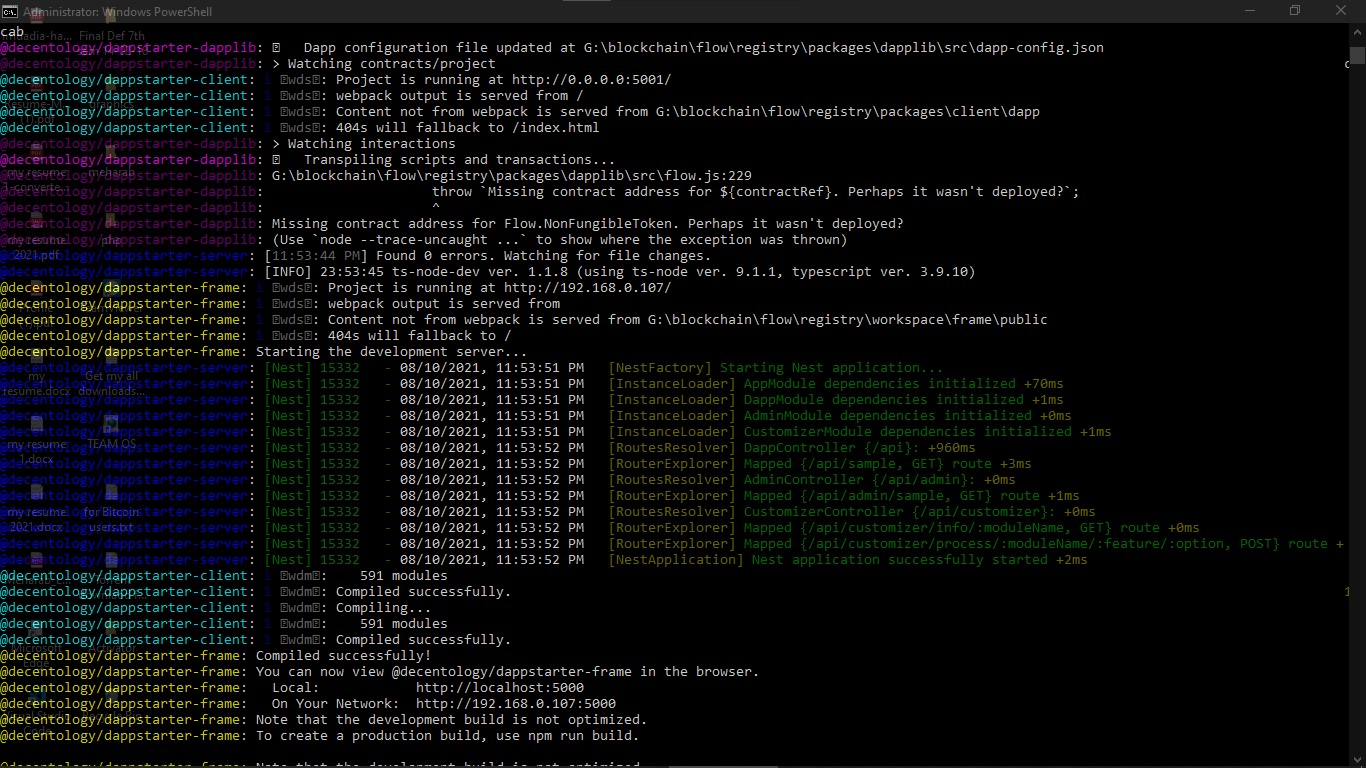 Administrator: Windows PowerShell
cab
@decentology/dappstarter-dapplib: Dapp configuration file updated at G:\blockchain\flow\registry\packages\dapplib\src\dapp-config.json
@decentology/dappstarter-dapplib: > Watching contracts/project
@decentology/dappstarter-client: i wds: Project is running at http://0.0.0.0:5001/
@decentology/dappstarter-client: i wds: webpack output is served from /
@decentology/dappstarter-client: i wds: Content not from webpack is served from G:\blockchain\flow\registry\packages\client\dapp
@decentology/dappstarter-client: i wds: 404s will fallback to /index.html
@decentology/dappstarter-dapplib: > Watching interactions
@decentology/dappstarter-dapplib: Transpiling scripts and transactions...
@decentology/dappstarter-dapplib: G:\blockchain\flow\registry\packages\dapplib\src\flow.js:229
@decentology/dappstarter-dapplib: throw `Missing contract address for ${contractRef}. Perhaps it wasn't deployed?`;
@decentology/dappstarter-dapplib: ^
@decentology/dappstarter-dapplib: Missing contract address for Flow.NonFungibleToken. Perhaps it wasn't deployed?
@decentology/dappstarter-dapplib: (Use `node --trace-uncaught ...` to show where the exception was thrown)
@decentology/dappstarter-server: [11:53:44 PM] Found 0 errors. Watching for file changes.
@decentology/dappstarter-server: [INFO] 23:53:45 ts-node-dev ver. 1.1.8 (using ts-node ver. 9.1.1, typescript ver. 3.9.10)
@decentology/dappstarter-frame: i wds: Project is running at http://192.168.0.107/
@decentology/dappstarter-frame: i wds: webpack output is served from
@decentology/dappstarter-frame: i wds: Content not from webpack is served from G:\blockchain\flow\registry\workspace\frame\public
@decentology/dappstarter-frame: i wds: 404s will fallback to /
@decentology/dappstarter-frame: Starting the development server...
@decentology/dappstarter-server: [Nest] 15332 - 08/10/2021, 11:53:51 PM [NestFactory] Starting Nest application...
@decentology/dappstarter-server: [Nest] 15332 - 08/10/2021, 11:53:51 PM [InstanceLoader] AppModule dependencies initialized +70ms
@decentology/dappstarter-server: [Nest] 15332 - 08/10/2021, 11:53:51 PM [InstanceLoader] DappModule dependencies initialized +1ms
@decentology/dappstarter-server: [Nest] 15332 - 08/10/2021, 11:53:51 PM [InstanceLoader] AdminModule dependencies initialized +0ms
@decentology/dappstarter-server: [Nest] 15332 - 08/10/2021, 11:53:51 PM [InstanceLoader] CustomizerModule dependencies initialized +1ms
@decentology/dappstarter-server: [Nest] 15332 - 08/10/2021, 11:53:52 PM [RoutesResolver] DappController {/api}: +960ms
@decentology/dappstarter-server: [Nest] 15332 - 08/10/2021, 11:53:52 PM [RouterExplorer] Mapped {/api/sample, GET} route +3ms
@decentology/dappstarter-server: [Nest] 15332 - 08/10/2021, 11:53:52 PM [RoutesResolver] AdminController {/api/admin}: +0ms
@decentology/dappstarter-server: [Nest] 15332 - 08/10/2021, 11:53:52 PM [RouterExplorer] Mapped {/api/admin/sample, GET} route +1ms
@decentology/dappstarter-server: [Nest] 15332 - 08/10/2021, 11:53:52 PM [RoutesResolver] CustomizerController {/api/customizer}: +0ms
@decentology/dappstarter-server: [Nest] 15332 - 08/10/2021, 11:53:52 PM [RouterExplorer] Mapped {/api/customizer/info/:moduleName, GET} route +0ms
@decentology/dappstarter-server: [Nest] 15332 - 08/10/2021, 11:53:52 PM [RouterExplorer] Mapped {/api/customizer/process/:moduleName/:feature/:option, POST} route +
@decentology/dappstarter-server: [Nest] 15332 - 08/10/2021, 11:53:52 PM [NestApplication] Nest application successfully started +2ms
@decentology/dappstarter-client: i wdm: 591 modules
@decentology/dappstarter-client: i wdm: Compiled successfully.
@decentology/dappstarter-client: i wdm: Compiling...
@decentology/dappstarter-client: i wdm: 591 modules
@decentology/dappstarter-client: i wdm: Compiled successfully.
@decentology/dappstarter-frame: Compiled successfully!
@decentology/dappstarter-frame: You can now view @decentology/dappstarter-frame in the browser.
@decentology/dappstarter-frame: Local: http://localhost:5000
@decentology/dappstarter-frame: On Your Network: http://192.168.0.107:5000
@decentology/dappstarter-frame: Note that the development build is not optimized.
@decentology/dappstarter-frame: To create a production build, use npm run build.
@decentology/dappstarter-frame: Note that the development build is not optimized.